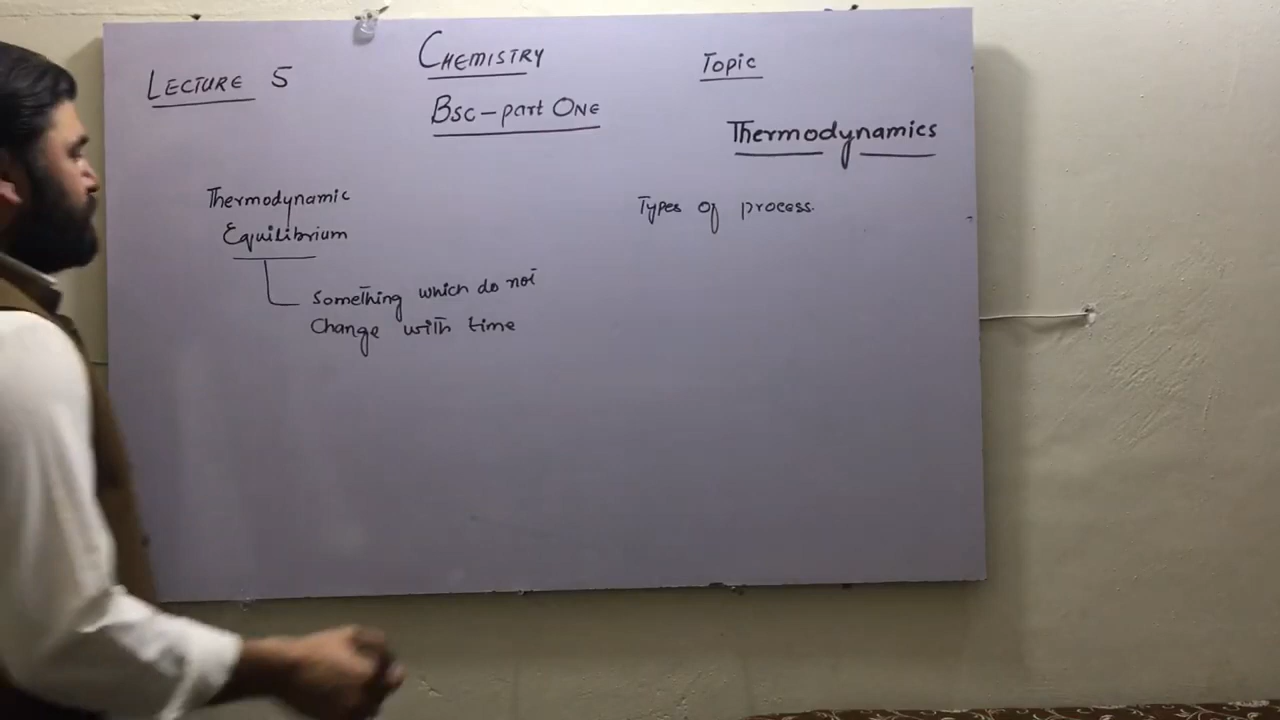 LECTURE 5
CHEMISTRY
Bsc - part ONE
Topic
Thermodynamics
Thermodynamic
Equilibrium
Something which do not
Change with time
Types of process.